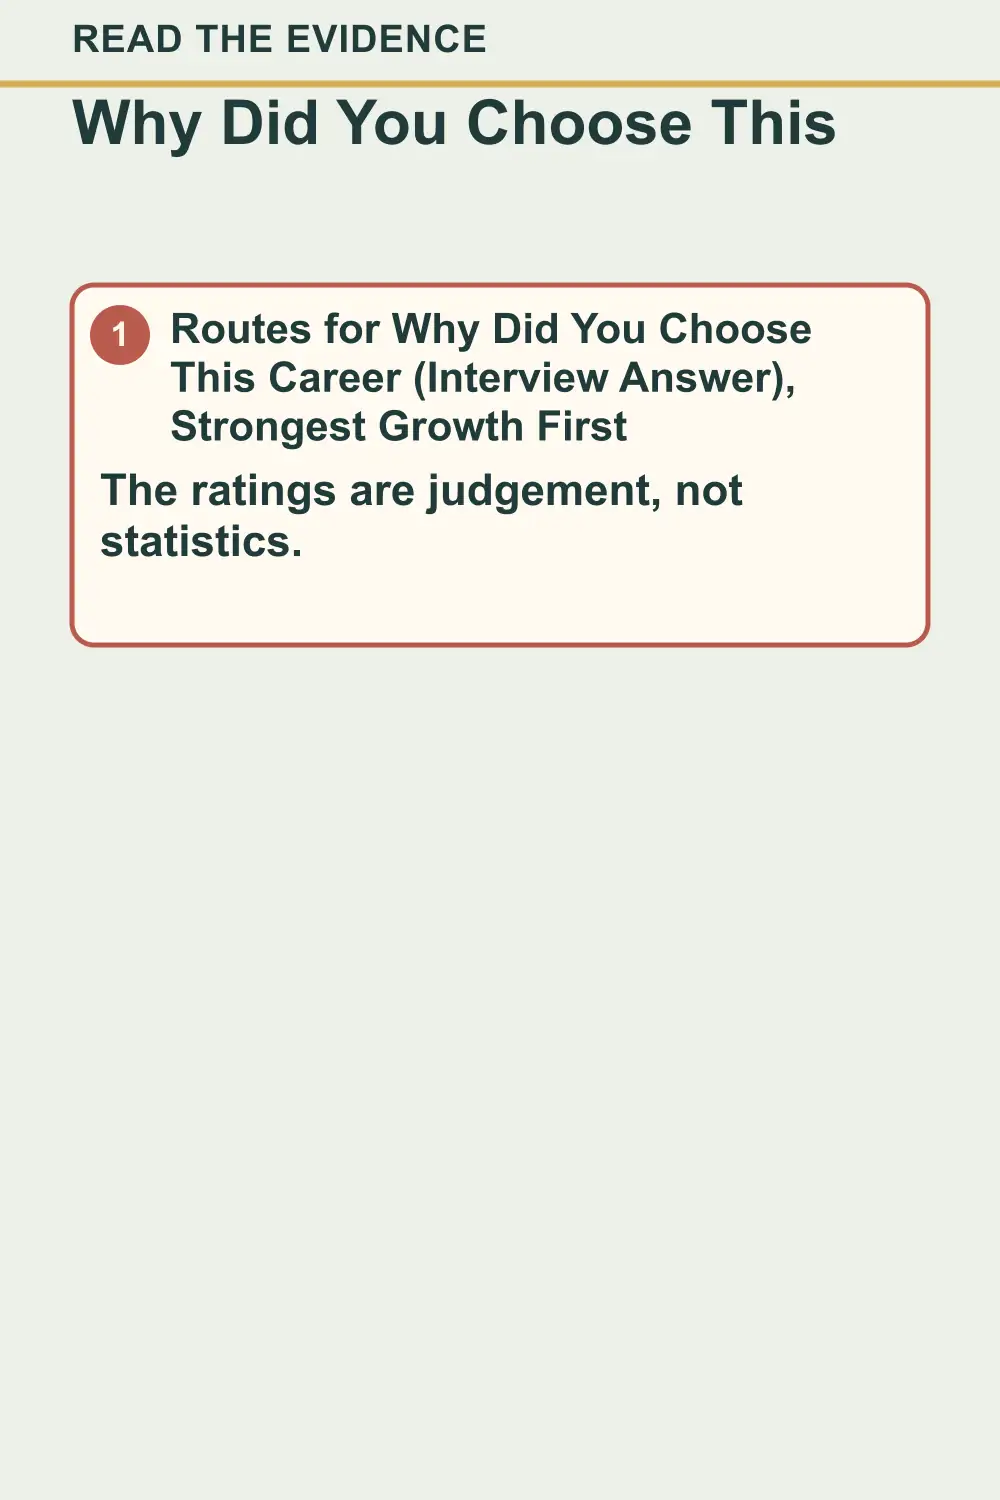 READ THE EVIDENCE
Why Did You Choose This
1
Routes for Why Did You Choose
This Career (Interview Answer),
Strongest Growth First
The ratings are judgement, not
statistics.